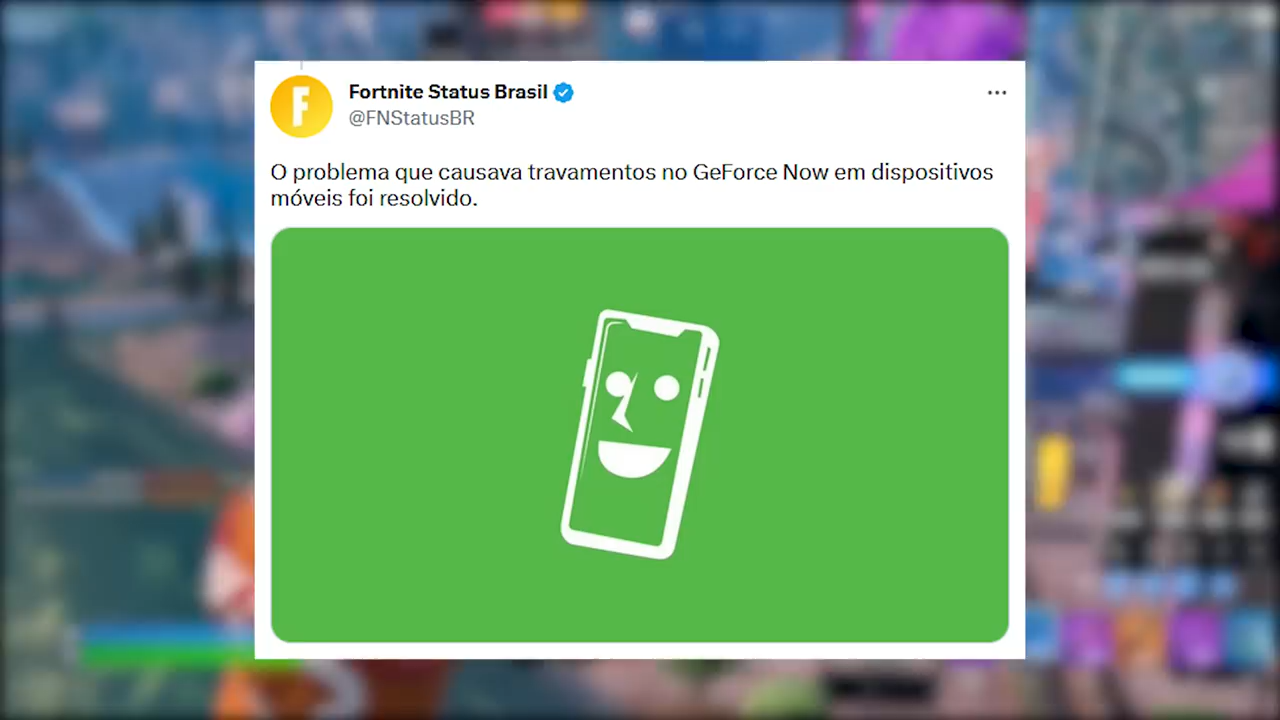 F
Fortnite Status Brasil
@FNStatusBR
O problema que causava travamentos no GeForce Now em dispositivos
móveis foi resolvido.